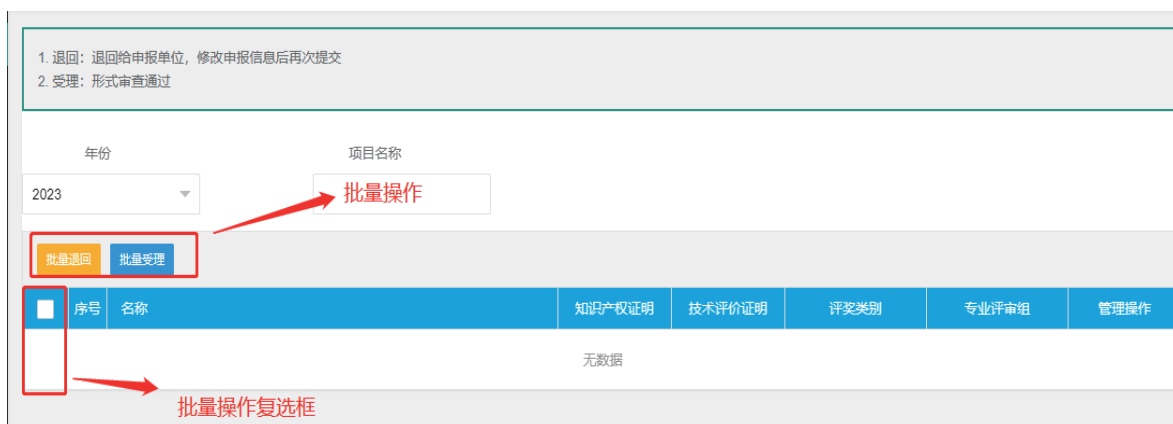 1. 退回：退回给申报单位，修改申报信息后再次提交
2. 受理：形式审查通过
年份 项目名称
2023 批量操作
批量退回 批量受理
序号 名称 知识产权证明 技术评价证明 评奖类别 专业评审组 管理操作
无数据
批量操作复选框